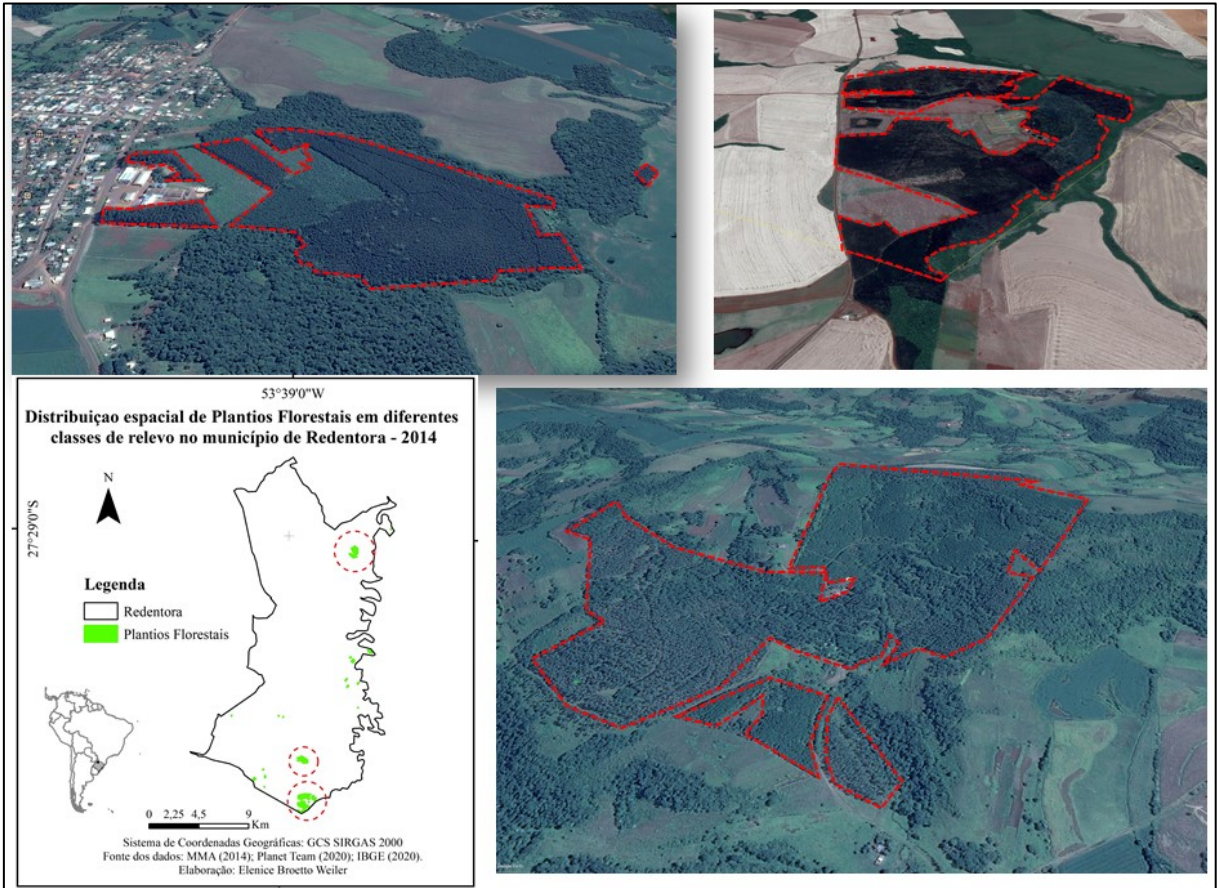 53°39'0"W
Distribuiçao espacial de Plantios Florestais em diferentes
classes de relevo no município de Redentora - 2014
N
27°29'0"S
Legenda
Redentora
Plantios Florestais
0 2,25 4,5 9
Km
Sistema de Coordenadas Geográficas: GCS SIRGAS 2000
Fonte dos dados: MMA (2014); Planet Team (2020); IBGE (2020).
Elaboração: Elenice Broetto Weiler